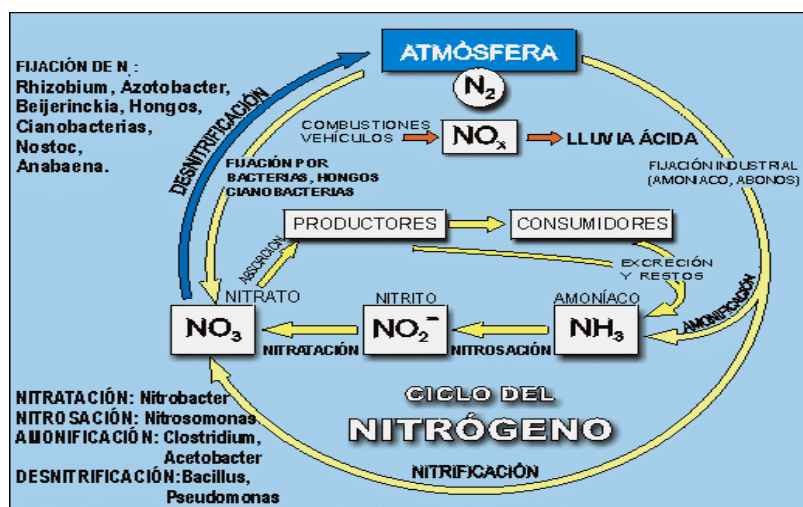 ATMÒSFERA
N₂
FIJACIÓN DE N :
Rhizobium, Azotobacter,
Beijerinckia, Hongos,
Cianobacterias,
Nostoc,
Anabaena.
DESNITRIFICACIÓN
COMBUSTIONES
VEHÍCULOS
NOₓ
LLUVIA ÁCIDA
FIJACIÓN POR
BACTERIAS, HONGOS
CIANOBACTERIAS
FIJACIÓN INDUSTRIAL
(AMONIACO, ABONOS)
PRODUCTORES
CONSUMIDORES
ABSORCIÓN
EXCRECIÓN
Y RESTOS
NITRATO
NITRITO
AMONÍACO
NO₃
NO₂⁻
NH₃
AMONIFICACIÓN
NITRATACIÓN
NITROSACIÓN
CICLO DEL
NITRÓGENO
NITRIFICACIÓN
NITRATACIÓN: Nitrobacter
NITROSACIÓN: Nitrosomonas
AMONIFICACIÓN: Clostridium,
Acetobacter
DESNITRIFICACIÓN:Bacillus,
Pseudomonas